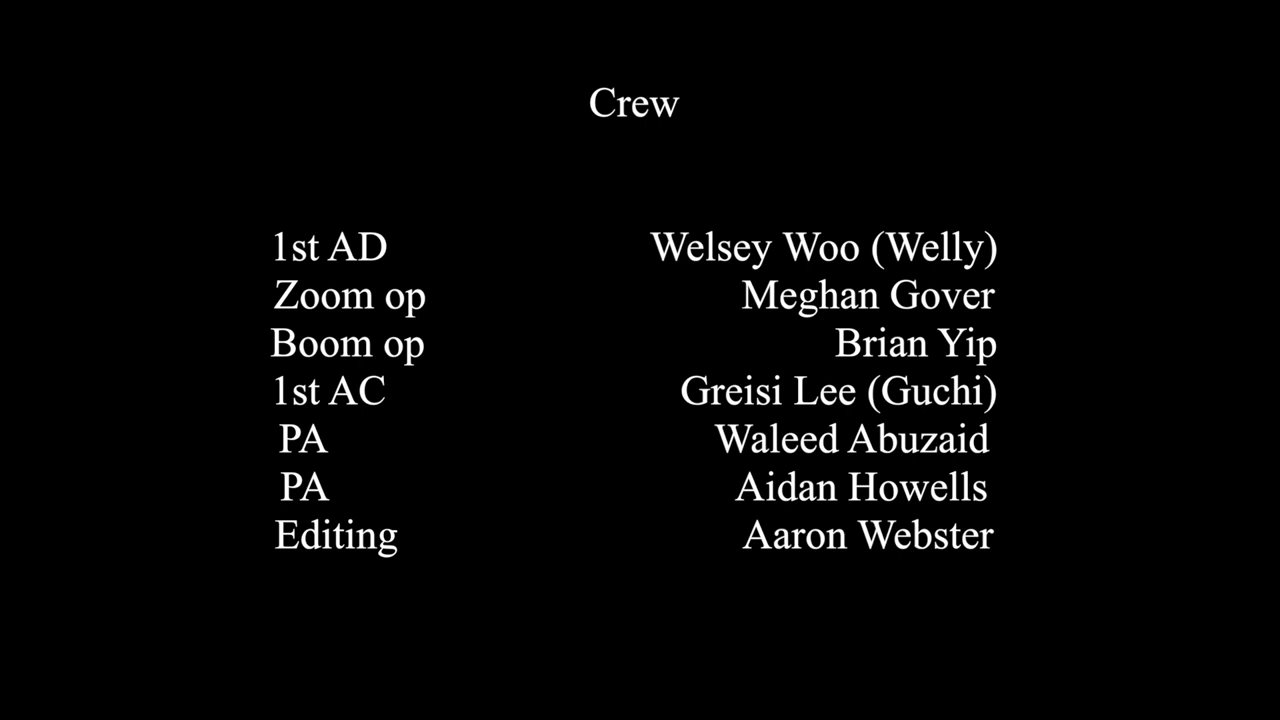 Crew
1st AD Welsey Woo (Welly)
Zoom op Meghan Gover
Boom op Brian Yip
1st AC Greisi Lee (Guchi)
PA Waleed Abuzaid
PA Aidan Howells
Editing Aaron Webster